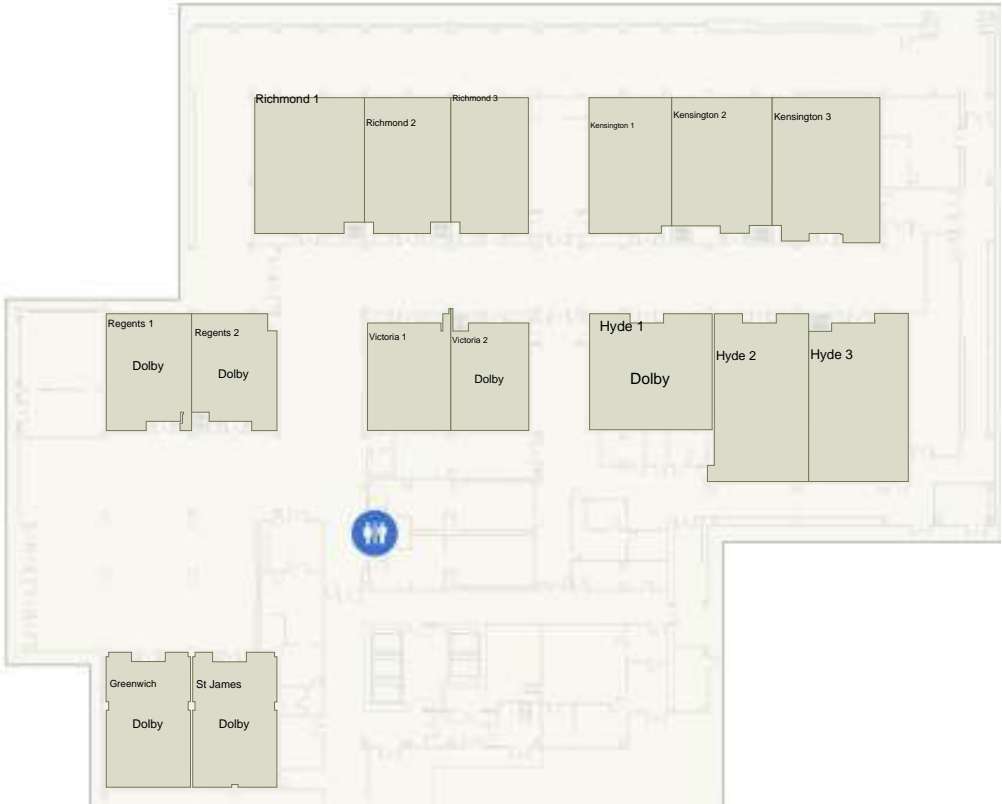 Richmond 1
Richmond 2
Richmond 3
Kensington 1
Kensington 2
Kensington 3
Regents 1
Dolby
Regents 2
Dolby
Victoria 1
Victoria 2
Dolby
Hyde 1
Dolby
Hyde 2
Hyde 3
Greenwich
Dolby
St James
Dolby